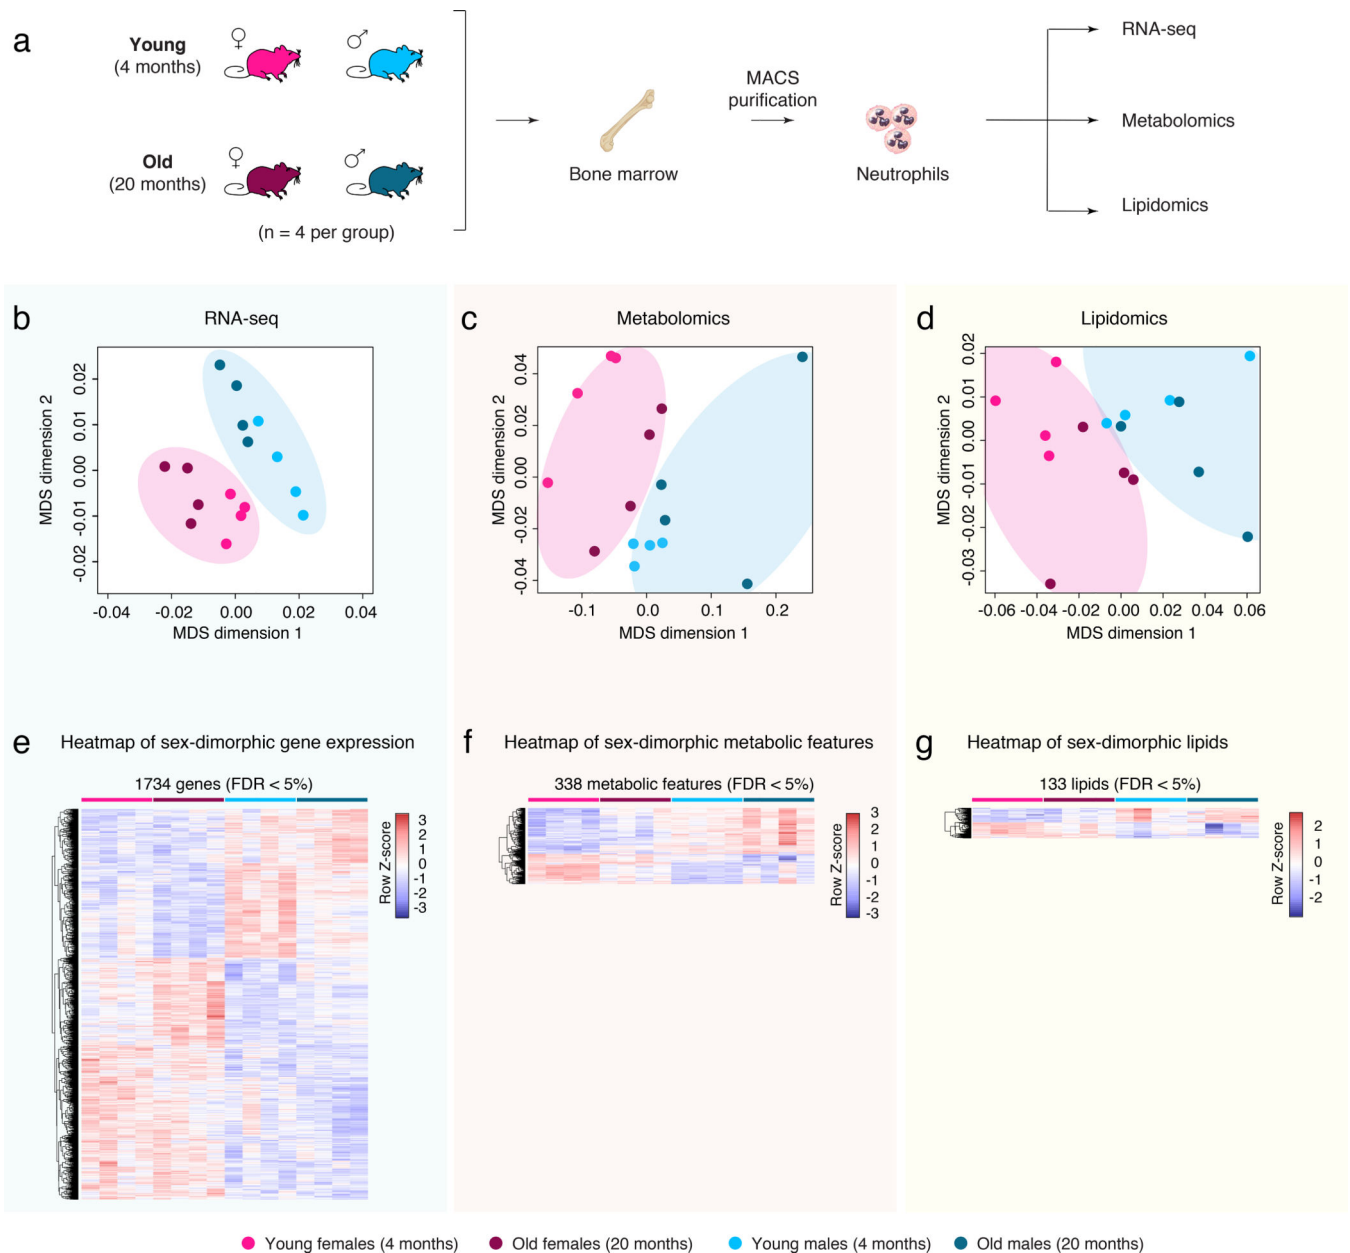 a
Young
(4 months)
♀
♂
Old
(20 months)
♀
♂
(n = 4 per group)
Bone marrow
MACS
purification
Neutrophils
RNA-seq
Metabolomics
Lipidomics
b
RNA-seq
MDS dimension 2
0.02
0.01
0.00
-0.01
-0.02
-0.04 -0.02 0.00 0.02 0.04
MDS dimension 1
c
Metabolomics
MDS dimension 2
0.04
0.02
0.00
-0.02
-0.04
-0.1 0.0 0.1 0.2
MDS dimension 1
d
Lipidomics
MDS dimension 2
0.02
0.01
0.00
-0.01
-0.02
-0.03
-0.06 -0.04 -0.02 0.00 0.02 0.04 0.06
MDS dimension 1
e
Heatmap of sex-dimorphic gene expression
1734 genes (FDR < 5%)
Row Z-score
3
2
1
0
-1
-2
-3
f
Heatmap of sex-dimorphic metabolic features
338 metabolic features (FDR < 5%)
Row Z-score
3
2
1
0
-1
-2
-3
g
Heatmap of sex-dimorphic lipids
133 lipids (FDR < 5%)
Row Z-score
2
1
0
-1
-2
Young females (4 months)
Old females (20 months)
Young males (4 months)
Old males (20 months)